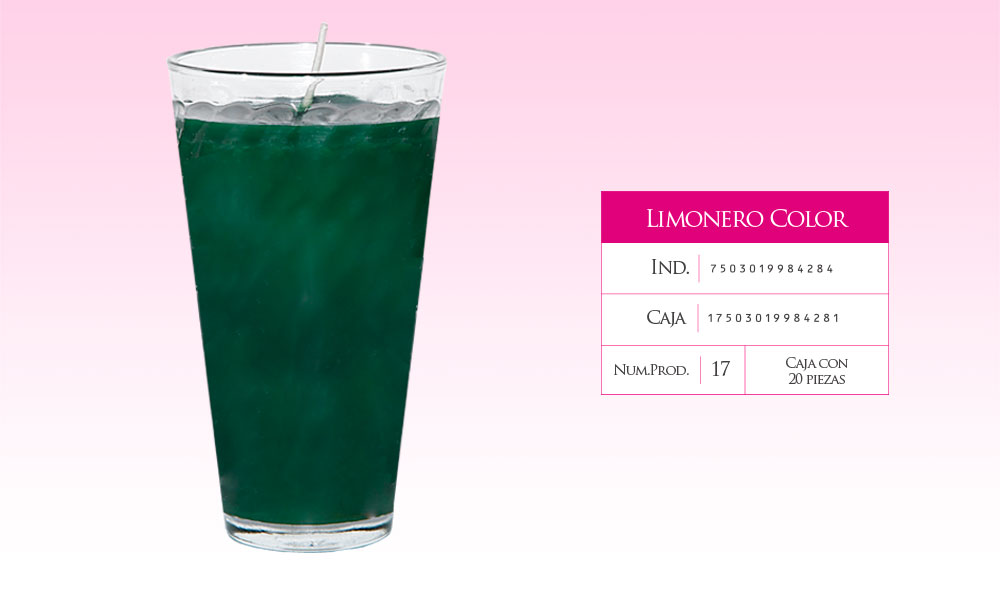 Limonero Color
Ind. 7503019984284
Caja 17503019984281
Num.Prod. 17
Caja con
20 piezas